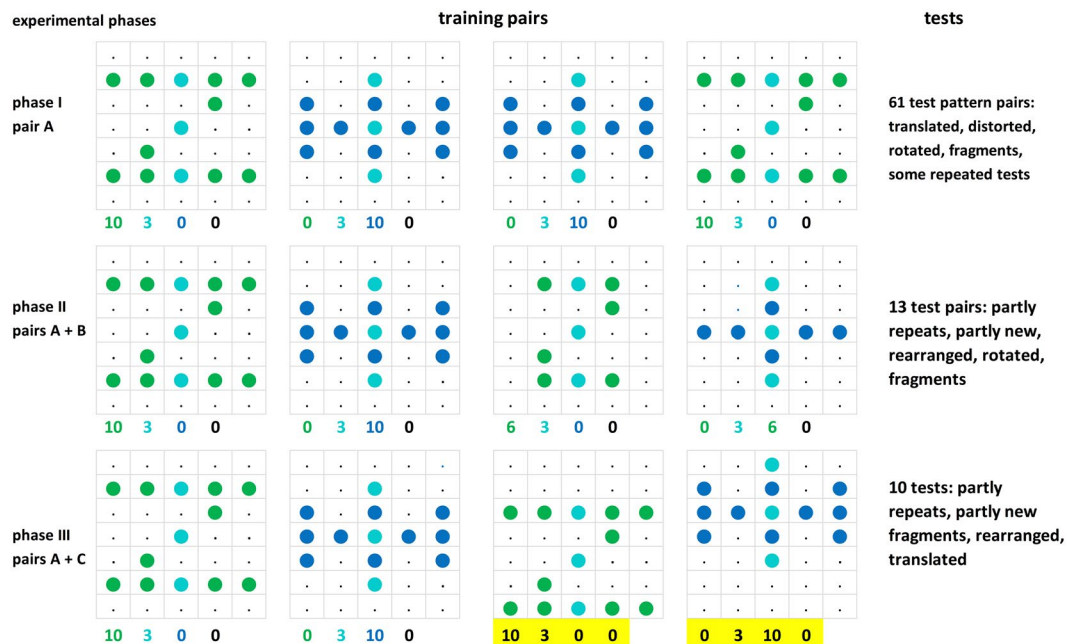 experimental phases
training pairs
tests
phase I
pair A
61 test pattern pairs:
translated, distorted,
rotated, fragments,
some repeated tests
10 3 0 0
0 3 10 0
0 3 10 0
10 3 0 0
phase II
pairs A + B
13 test pairs: partly
repeats, partly new,
rearranged, rotated,
fragments
10 3 0 0
0 3 10 0
6 3 0 0
0 3 6 0
phase III
pairs A + C
10 tests: partly
repeats, partly new
fragments, rearranged,
translated
10 3 0 0
0 3 10 0
10 3 0 0
0 3 10 0